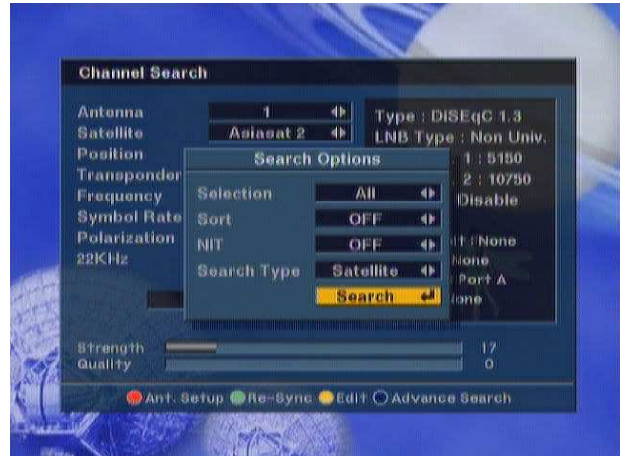 Channel Search
Antenna 1
Satellite Asiasat 2
Position
Transponder
Frequency
Symbol Rate
Polarization
22KHz
Type : DiSEqC 1.3
LNB Type : Non Univ.
1 : 5150
2 : 10750
Disable
: None
None
Port A
Search Options
Selection All
Sort OFF
NIT OFF
Search Type Satellite
Search
Strength 17
Quality 0
Ant. Setup Re-Sync Edit Advance Search